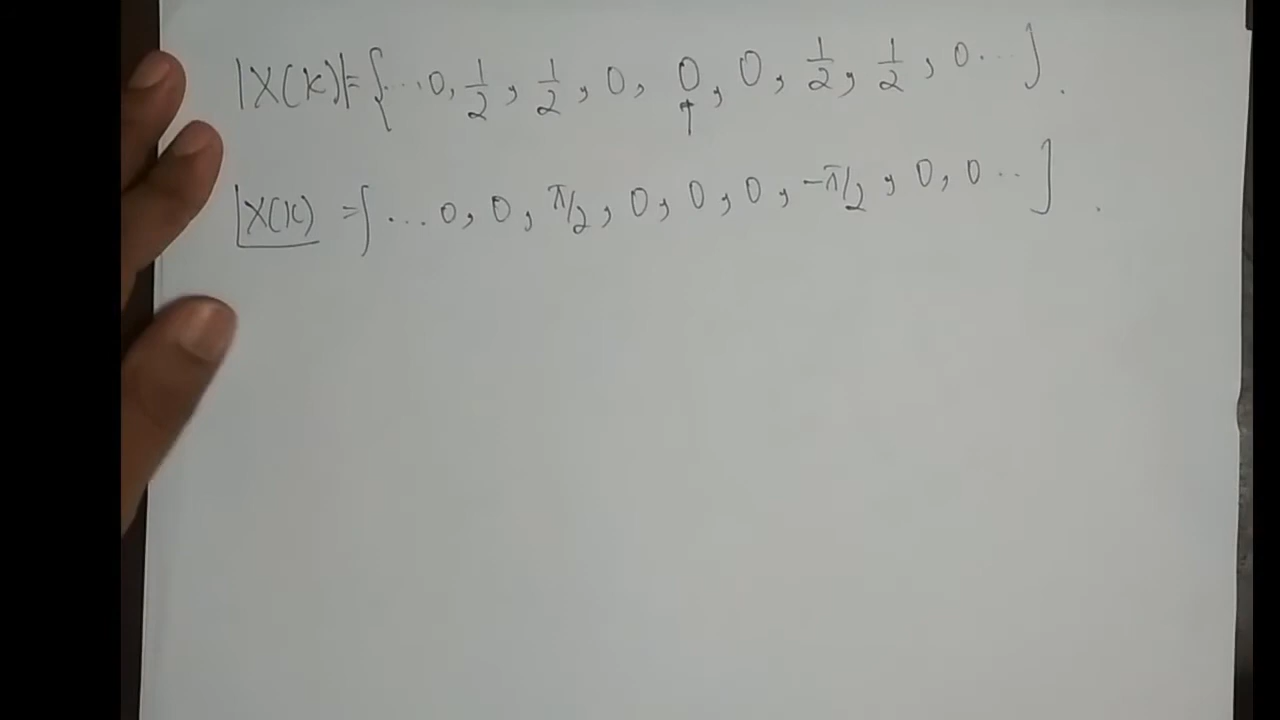 |X(K)|={...0, 1/2, 1/2, 0, 0, 0, 1/2, 1/2, 0...}.
↑
∠X(K) ={...0, 0, π/2, 0, 0, 0, -π/2, 0, 0...}.